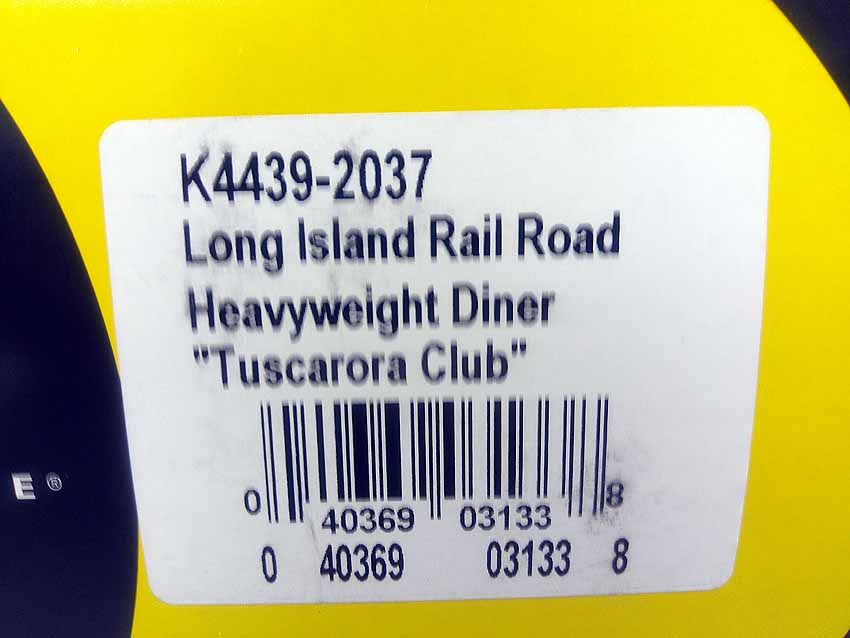 K4439-2037
Long Island Rail Road
Heavyweight Diner
"Tuscarora Club"
0 40369 03133 8
0 40369 03133 8
E®